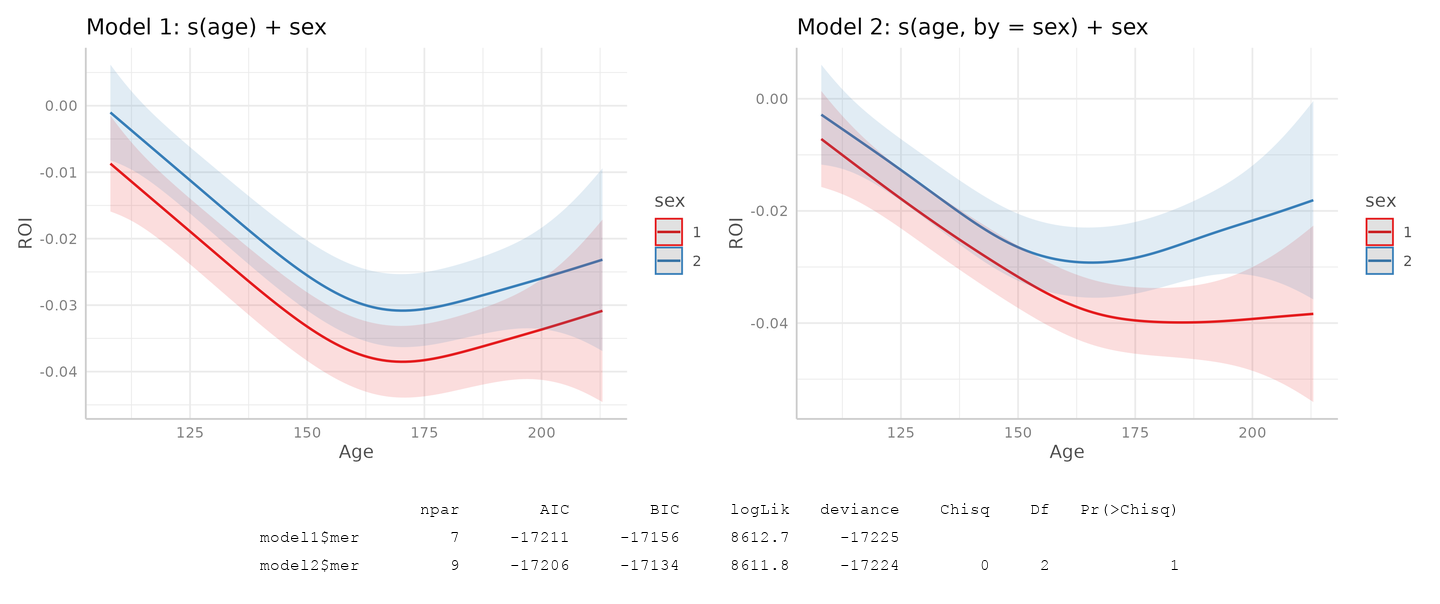 Model 1: s(age) + sex
0.00
-0.01
-0.02
-0.03
-0.04
ROI
125
150
175
200
Age
sex
1
2
Model 2: s(age, by = sex) + sex
0.00
-0.02
-0.04
ROI
125
150
175
200
Age
sex
1
2
npar AIC BIC logLik deviance Chisq Df Pr(>Chisq)
model1$mer 7 -17211 -17156 8612.7 -17225
model2$mer 9 -17206 -17134 8611.8 -17224 0 2 1